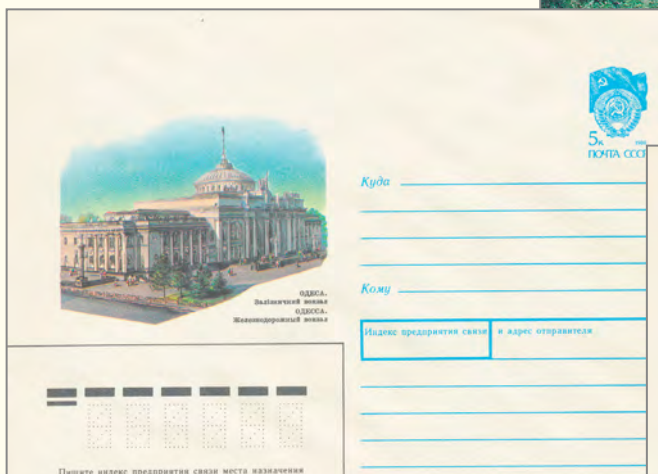 5к
ПОЧТА СССР
Куда
ОДЕСА.
Залізничний вокзал
ОДЕССА.
Железнодорожный вокзал
Кому
Индекс предприятия связи и адрес отправителя
Пишите индекс предприятия связи места назначения